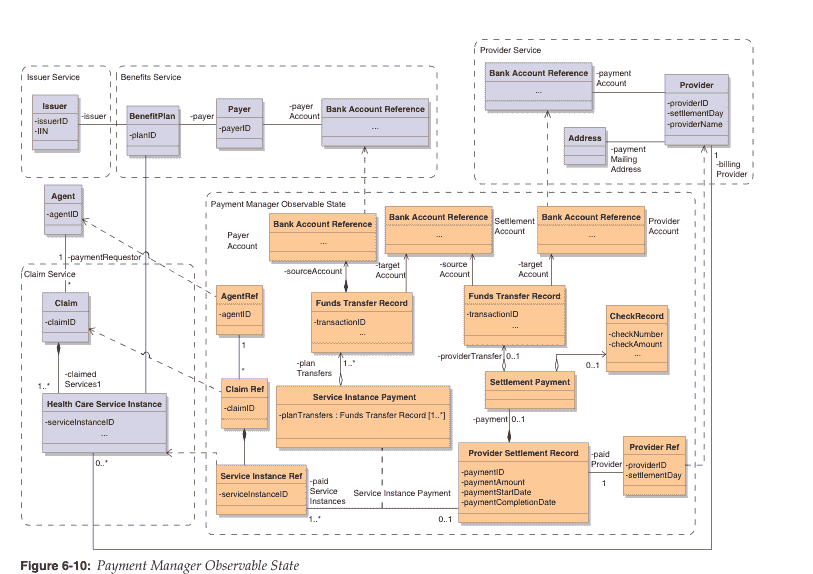 Provider Service
Issuer Service
Benefits Service
Bank Account Reference
...
-payment
Account
Provider
-providerID
-settlementDay
-providerName
Issuer
-issuerID
-IIN
-issuer
BenefitPlan
-planID
-payer
Payer
-payerID
-payer
Account
Bank Account Reference
...
Address
-payment
Mailing
Address
1
-billing
Provider
Agent
-agentID
Payment Manager Observable State
Payer
Account
Bank Account Reference
...
Bank Account Reference
...
Settlement
Account
Bank Account Reference
...
Provider
Account
1
-paymentRequestor
*
Claim Service
-sourceAccount
-target
Account
-source
Account
-target
Account
Claim
-claimID
AgentRef
-agentID
Funds Transfer Record
-transactionID
...
Funds Transfer Record
-transactionID
...
CheckRecord
-checkNumber
-checkAmount
...
1
*
-plan
Transfers
1..*
-providerTransfer
0..1
0..1
-claimed
Services1
1..*
Claim Ref
-claimID
Settlement Payment
Health Care Service Instance
-serviceInstanceID
...
Service Instance Payment
-planTransfers : Funds Transfer Record [1..*]
-payment
0..1
0..*
Service Instance Ref
-serviceInstanceID
-paid
Service
Instances
1..*
Service Instance Payment
0..1
Provider Settlement Record
-paymentID
-paymentAmount
-paymentStartDate
-paymentCompletionDate
-paid
Provider
1
Provider Ref
-providerID
-settlementDay
Figure 6-10: Payment Manager Observable State